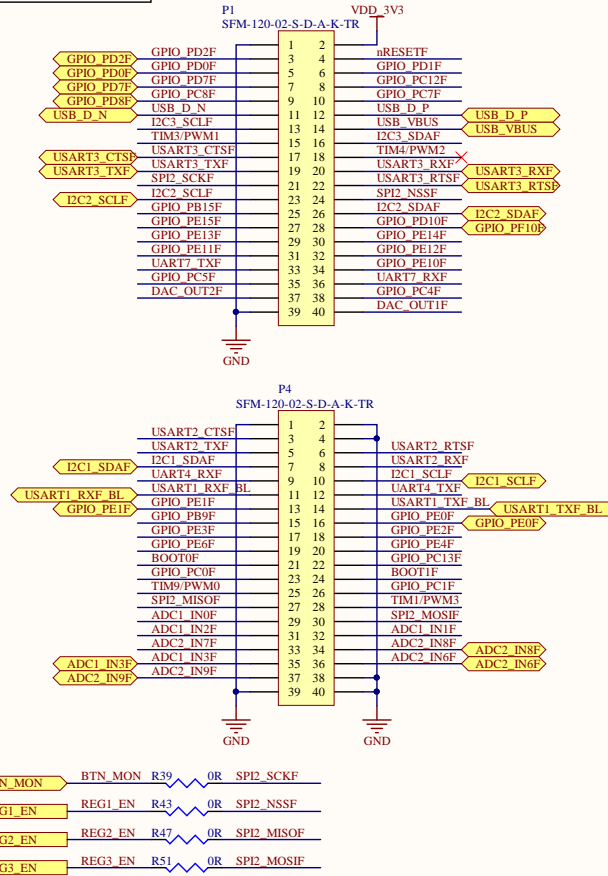 P1 VDD_3V3
SFM-120-02-S-D-A-K-TR
1 2
GPIO_PD2F GPIO_PD2F 3 4 nRESETF
GPIO_PD0F GPIO_PD0F 5 6 GPIO_PD1F
GPIO_PD7F GPIO_PD7F 7 8 GPIO_PC12F
GPIO_PD8F GPIO_PC8F 9 10 GPIO_PC7F
USB_D_N USB_D_N 11 12 USB_D_P USB_D_P
I2C3_SCLF 13 14 USB_VBUS USB_VBUS
TIM3/PWM1 15 16 I2C3_SDAF
USART3_CTSF USART3_CTSF 17 18 TIM4/PWM2
USART3_TXF USART3_TXF 19 20 USART3_RXF USART3_RXF
SPI2_SCKF 21 22 USART3_RTSF USART3_RTSF
I2C2_SCLF I2C2_SCLF 23 24 SPI2_NSSF
GPIO_PB15F 25 26 I2C2_SDAF I2C2_SDAF
GPIO_PE15F 27 28 GPIO_PD10F GPIO_PF10F
GPIO_PE13F 29 30 GPIO_PE14F
GPIO_PE11F 31 32 GPIO_PE12F
UART7_TXF 33 34 GPIO_PE10F
GPIO_PC5F 35 36 UART7_RXF
DAC_OUT2F 37 38 GPIO_PC4F
39 40 DAC_OUT1F
GND
P4
SFM-120-02-S-D-A-K-TR
1 2
USART2_CTSF 3 4
USART2_TXF 5 6 USART2_RTSF
I2C1_SDAF I2C1_SDAF 7 8 USART2_RXF
UART4_RXF 9 10 I2C1_SCLF I2C1_SCLF
USART1_RXF_BL USART1_RXF_BL 11 12 UART4_TXF
GPIO_PE1F GPIO_PE1F 13 14 USART1_TXF_BL USART1_TXF_BL
GPIO_PB9F 15 16 GPIO_PE0F GPIO_PE0F
GPIO_PE3F 17 18 GPIO_PE2F
GPIO_PE6F 19 20 GPIO_PE4F
BOOT0F 21 22 GPIO_PC13F
GPIO_PC0F 23 24 BOOT1F
TIM9/PWM0 25 26 GPIO_PC1F
SPI2_MISOF 27 28 TIM1/PWM3
ADC1_IN0F 29 30 SPI2_MOSIF
ADC1_IN2F 31 32 ADC1_IN1F
ADC2_IN7F 33 34 ADC2_IN8F ADC2_IN8F
ADC1_IN3F ADC1_IN3F 35 36 ADC2_IN6F ADC2_IN6F
ADC2_IN9F ADC2_IN9F 37 38
39 40
GND GND
N_MON BTN_MON R39 0R SPI2_SCKF
G1_EN REG1_EN R43 0R SPI2_NSSF
G2_EN REG2_EN R47 0R SPI2_MISOF
G3_EN REG3_EN R51 0R SPI2_MOSIF